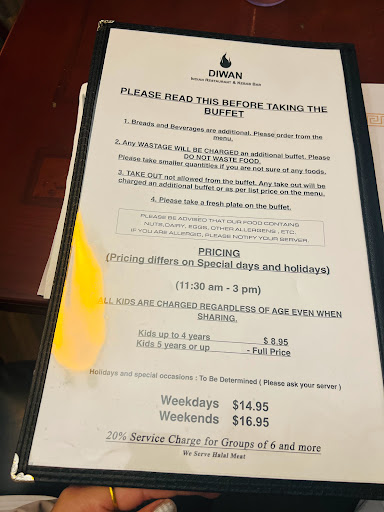 DIWAN
Indian Restaurant & Kebab Bar
PLEASE READ THIS BEFORE TAKING THE
BUFFET
1. Breads and Beverages are additional. Please order from the
menu.
2. Any WASTAGE WILL BE CHARGED an additional buffet. Please
DO NOT WASTE FOOD.
Please take smaller quantities if you are not sure of any foods.
3. TAKE OUT not allowed from the buffet. Any take out will be
charged an additional buffet or as per list price on the menu.
4. Please take a fresh plate on the buffet.
PLEASE BE ADVISED THAT OUR FOOD CONTAINS
NUTS,DAIRY, EGGS, OTHER ALLERGENS , ETC.
IF YOU ARE ALLERGIC, PLEASE NOTIFY YOUR SERVER.
PRICING
(Pricing differs on Special days and holidays)
(11:30 am - 3 pm)
ALL KIDS ARE CHARGED REGARDLESS OF AGE EVEN WHEN
SHARING.
Kids up to 4 years $ 8.95
Kids 5 years or up - Full Price
Holidays and special occasions : To Be Determined ( Please ask your server )
Weekdays $14.95
Weekends $16.95
20% Service Charge for Groups of 6 and more
We Serve Halal Meat